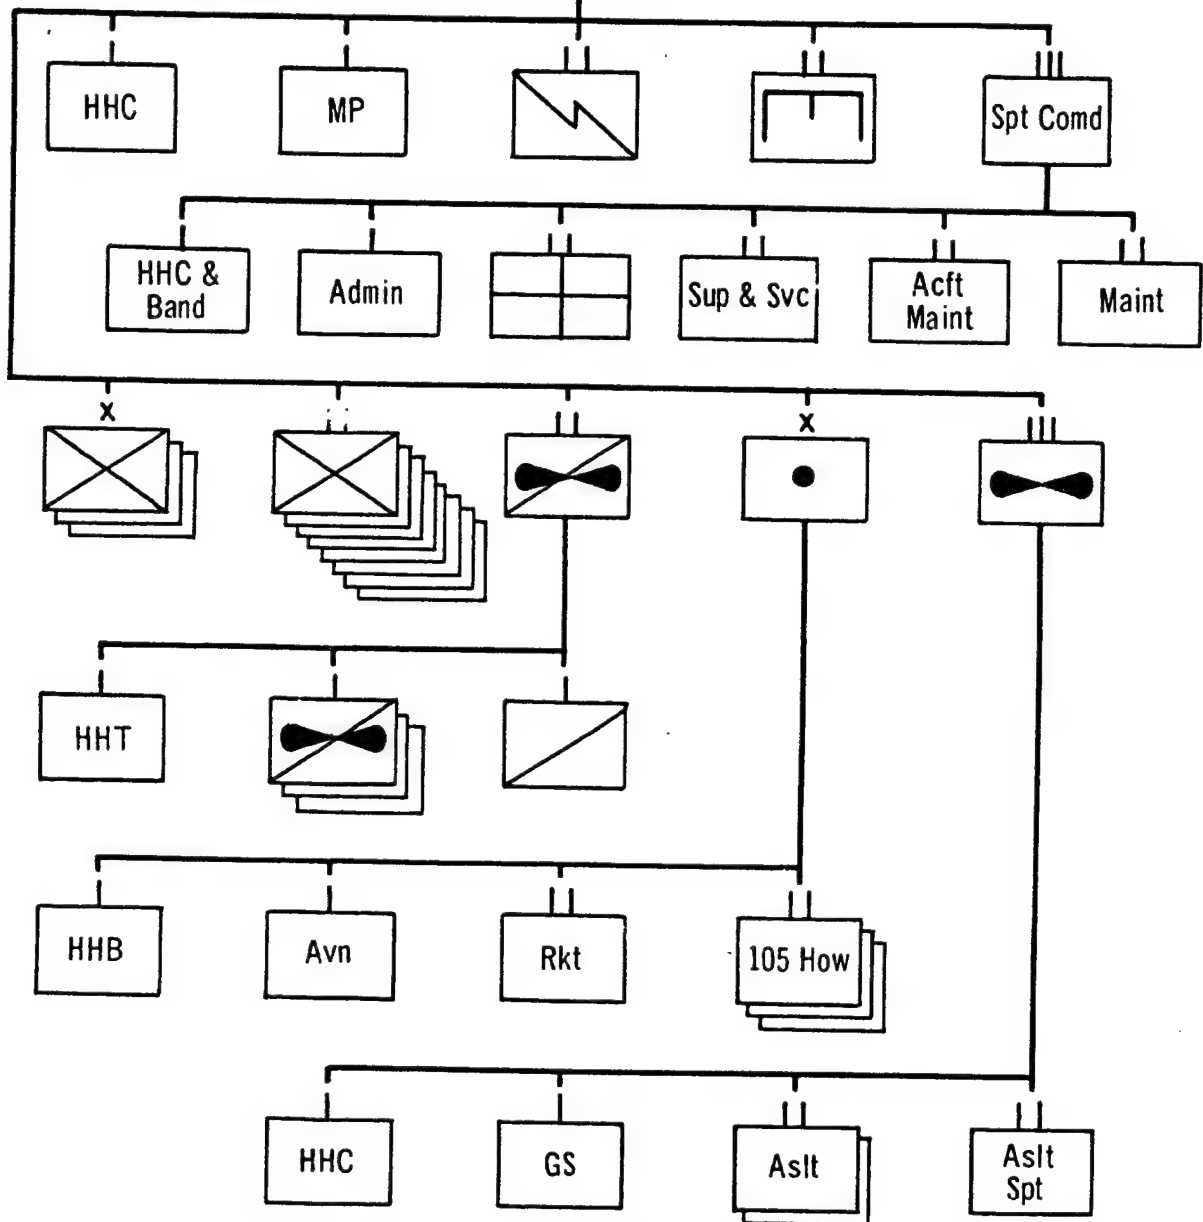 HHC
MP
Spt Comd
HHC &
Band
Admin
Sup & Svc
Acft
Maint
Maint
X
X
HHT
HHB
Avn
Rkt
105 How
HHC
GS
Aslt
Aslt
Spt